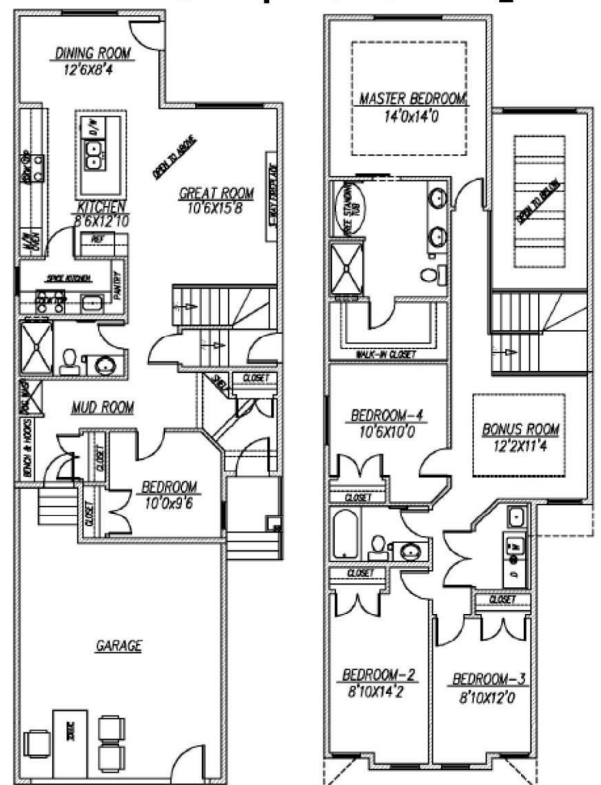 DINING ROOM
12'6X8'4
D/W
OPEN TO ABOVE
GREAT ROOM
10'6X15'8
KITCHEN
8'6X12'10
REF
SPICE KITCHEN
PANTRY
CLOSET
SHELF
MUD ROOM
BENCH & HOOKS
CLOSET
BEDROOM
10'0x9'6
CLOSET
GARAGE
MASTER BEDROOM
14'0x14'0
OPEN TO BELOW
FREE STANDING
TUB
WALK-IN CLOSET
BEDROOM-4
10'6X10'0
CLOSET
BONUS ROOM
12'2X11'4
W
D
CLOSET
CLOSET
BEDROOM-2
8'10X14'2
BEDROOM-3
8'10X12'0